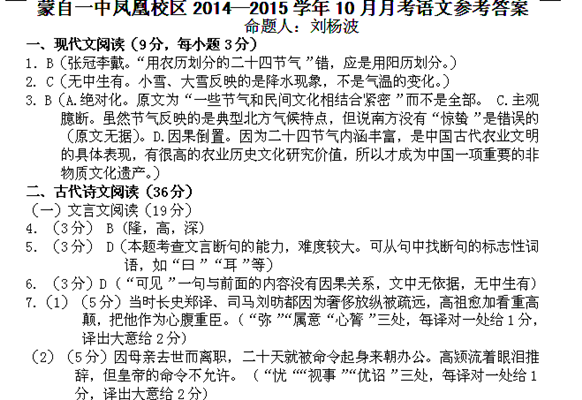 蒙自一中凤凰校区 2014—2015 学年 10 月月考语文参考答案
命题人：刘杨波
一、现代文阅读（9分，每小题 3分）
1. B（张冠李戴。“用农历划分的二十四节气”错，应是用阳历划分。）
2. C（无中生有。小雪、大雪反映的是降水现象，不是气温的变化。）
3. B（A.绝对化。原文为“一些节气和民间文化相结合紧密”而不是全部。 C.主观
臆断。虽然节气反映的是典型北方气候特点，但说南方没有“惊蛰”是错误的
（原文无据）。D.因果倒置。因为二十四节气内涵丰富，是中国古代农业文明
的具体表现，有很高的农业历史文化研究价值，所以才成为中国一项重要的非
物质文化遗产。）
二、古代诗文阅读（36分）
（一）文言文阅读（19分）
4. （3分） B（隆，高，深）
5. （3分） D（本题考查文言断句的能力，难度较大。可从句中找断句的标志性词
语，如“曰”“耳”等）
6. （3分）D（“可见”一句与前面的内容没有因果关系，文中无依据，无中生有）
7.（1）（5分）当时长史郑译、司马刘昉都因为奢侈放纵被疏远，高祖愈加看重高
颠，把他作为心腹重臣。（“弥”“属意“心膂”三处，每译对一处给 1分，
译出大意给 2分）
（2）（5分）因母亲去世而离职，二十天就被命令起身来朝办公。高颎流着眼泪推
辞，但皇帝的命令不允许。（“忧““视事”“优诏”三处，每译对一处给1
分，译出大意给 2分）